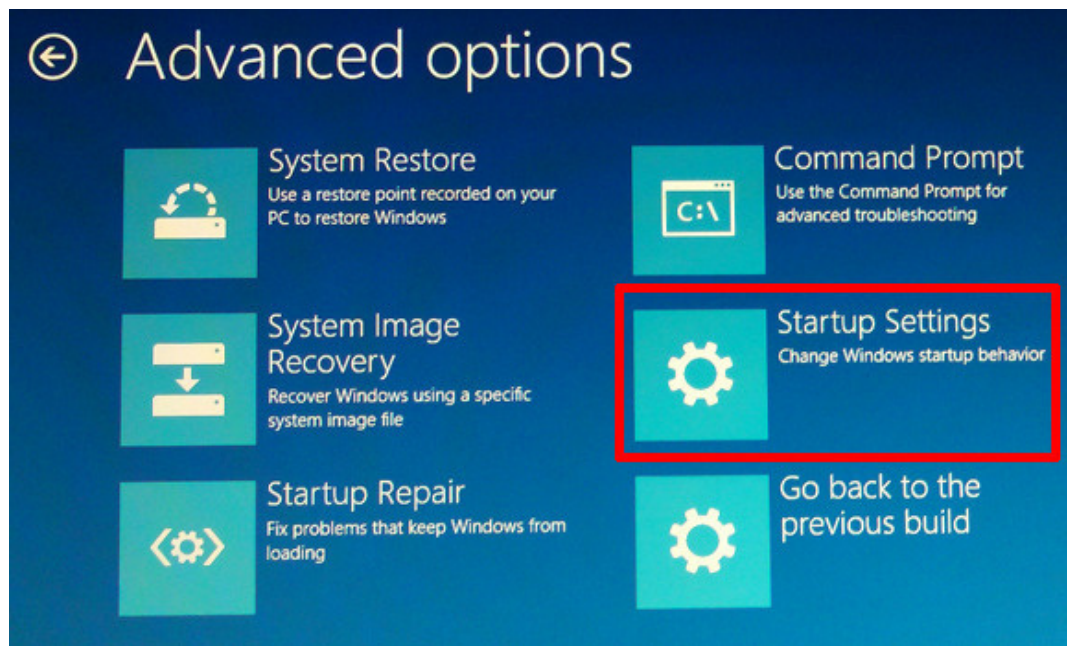 Advanced options
System Restore
Use a restore point recorded on your
PC to restore Windows
System Image
Recovery
Recover Windows using a specific
system image file
Startup Repair
Fix problems that keep Windows from
loading
C:\
Command Prompt
Use the Command Prompt for
advanced troubleshooting
Startup Settings
Change Windows startup behavior
Go back to the
previous build